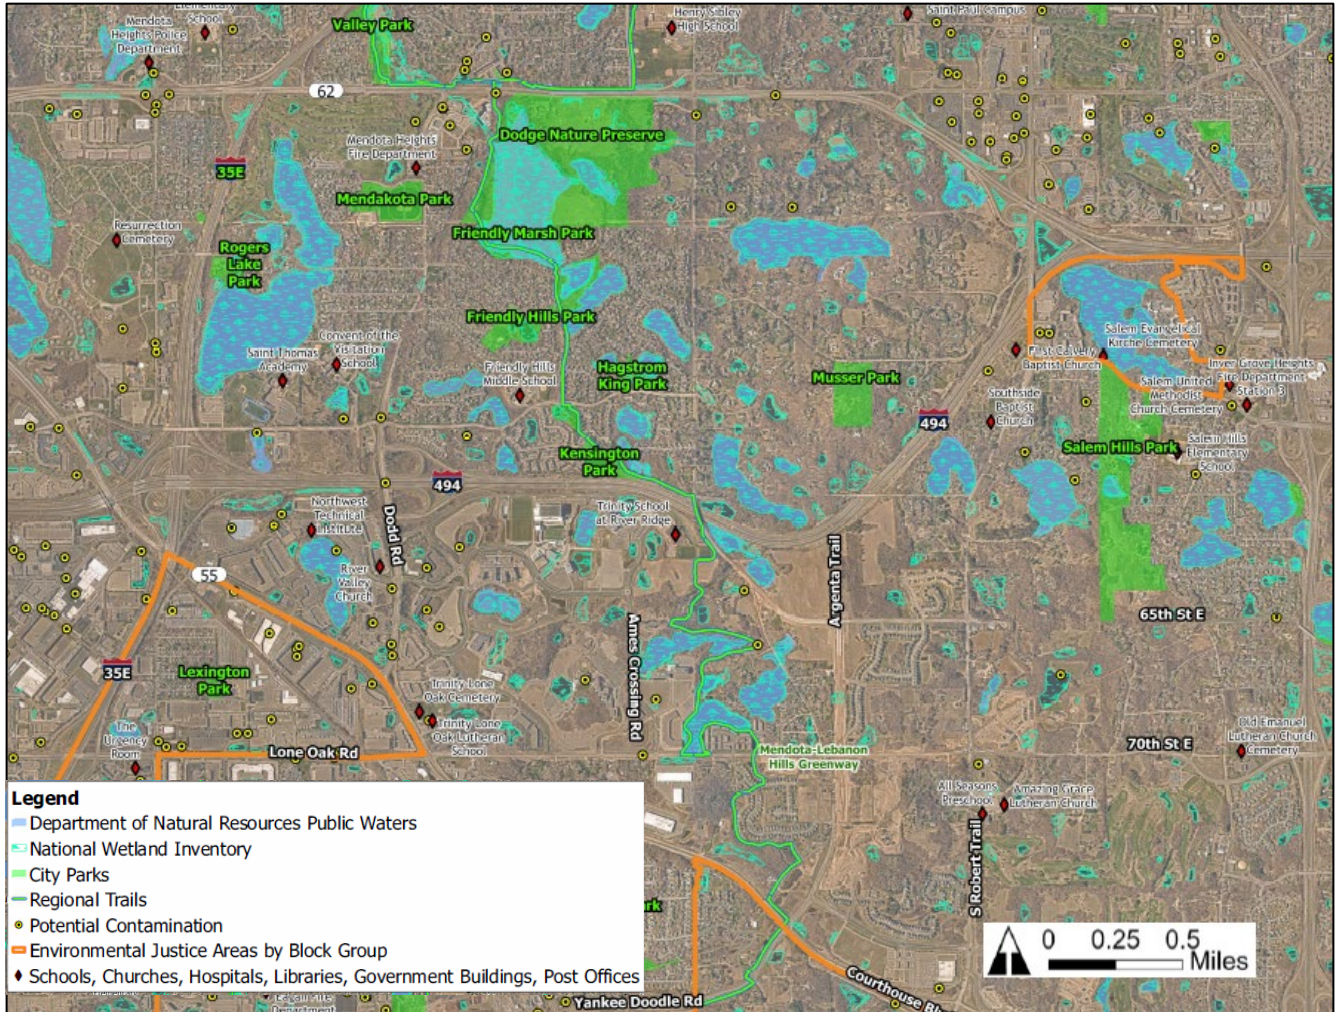 Elementary
School
Mendota
Heights Police
Department
Valley Park
Henry Sibley
High School
Saint Paul Campus
62
Dodge Nature Preserve
Mendota Heights
Fire Department
35E
Mendakota Park
Resurrection
Cemetery
Friendly Marsh Park
Rogers
Lake
Park
Friendly Hills Park
Saint Thomas
Academy
Convent of the
Visitation
School
Friendly Hills
Middle School
Hagstrom
King Park
Musser Park
First Calvery
Baptist Church
Salem Evangelical
Kirche Cemetery
Inver Grove Heights
Fire Department
Station 3
Salem United
Methodist
Church Cemetery
Southside
Baptist
Church
494
Salem Hills Park
Salem Hills
Elementary
School
Kensington
Park
494
Northwest
Technical
Institute
Dodd Rd
Trinity School
at River Ridge
River
Valley
Church
55
Argenta Trail
65th St E
Ames Crossing Rd
35E
Lexington
Park
Trinity Lone
Oak Cemetery
Trinity Lone
Oak Lutheran
School
The
Urgency
Room
Lone Oak Rd
Mendota-Lebanon
Hills Greenway
70th St E
Old Emanuel
Lutheran Church
Cemetery
All Seasons
Preschool
Amazing Grace
Lutheran Church
S Robert Trail
Legend
Department of Natural Resources Public Waters
National Wetland Inventory
City Parks
Regional Trails
Potential Contamination
Environmental Justice Areas by Block Group
Schools, Churches, Hospitals, Libraries, Government Buildings, Post Offices
rk
0 0.25 0.5
Miles
Eagan Fire
Department
Yankee Doodle Rd
Courthouse Bl